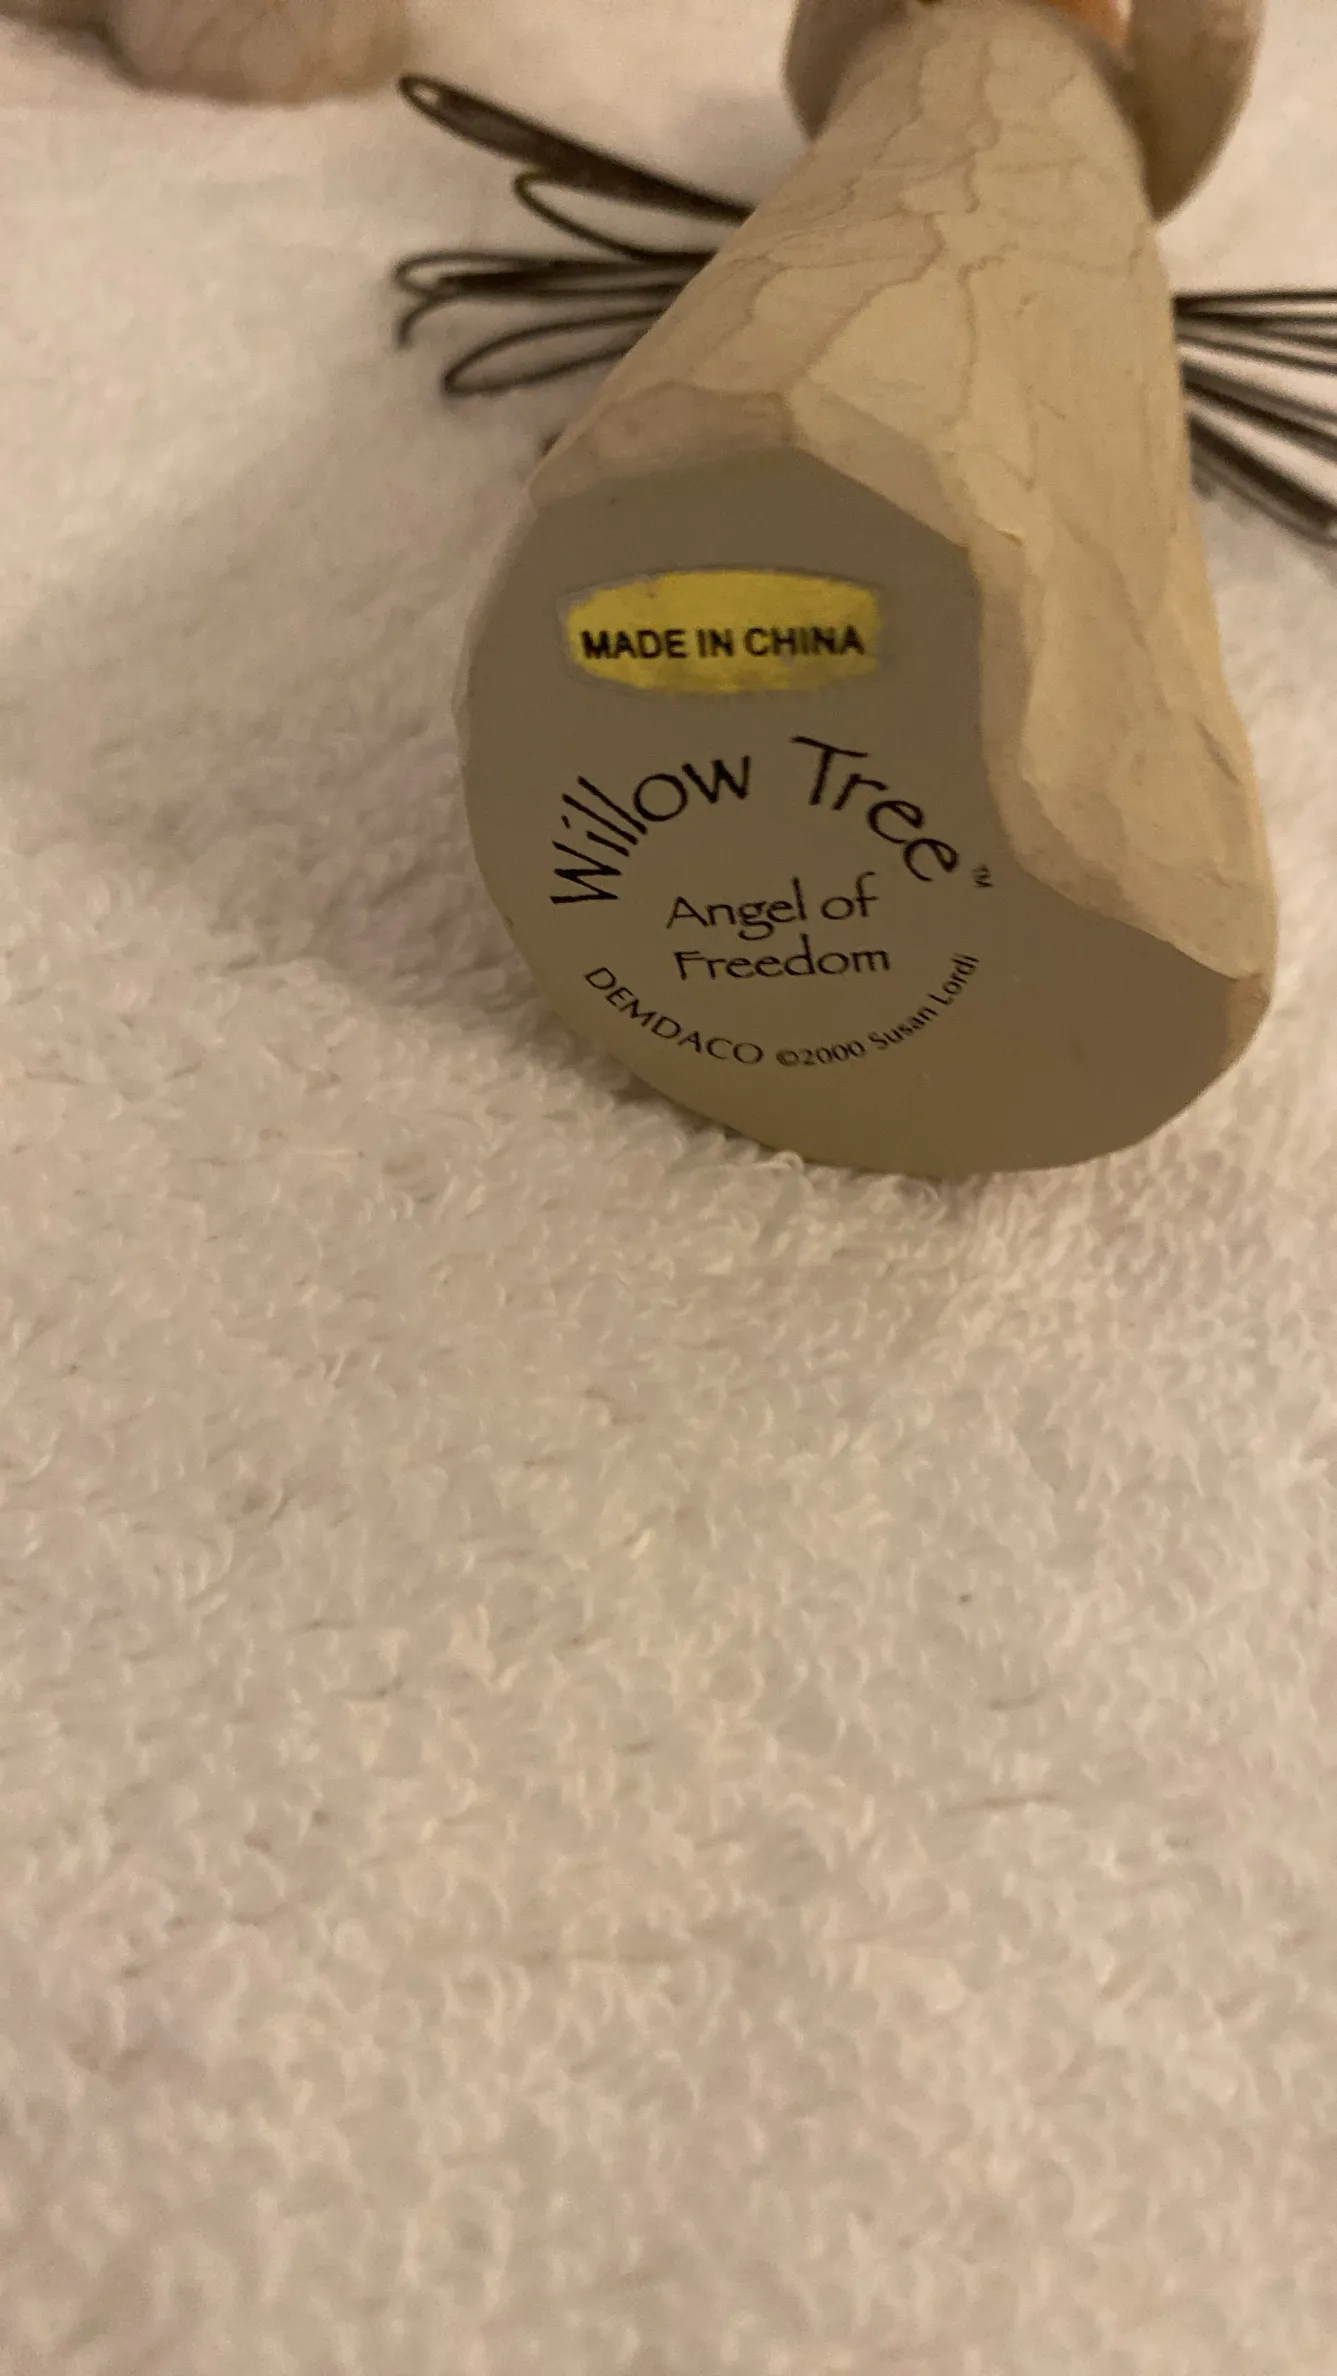 MADE IN CHINA
Willow Tree™
Angel of
Freedom
DEMDACO ©2000 Susan Lordi